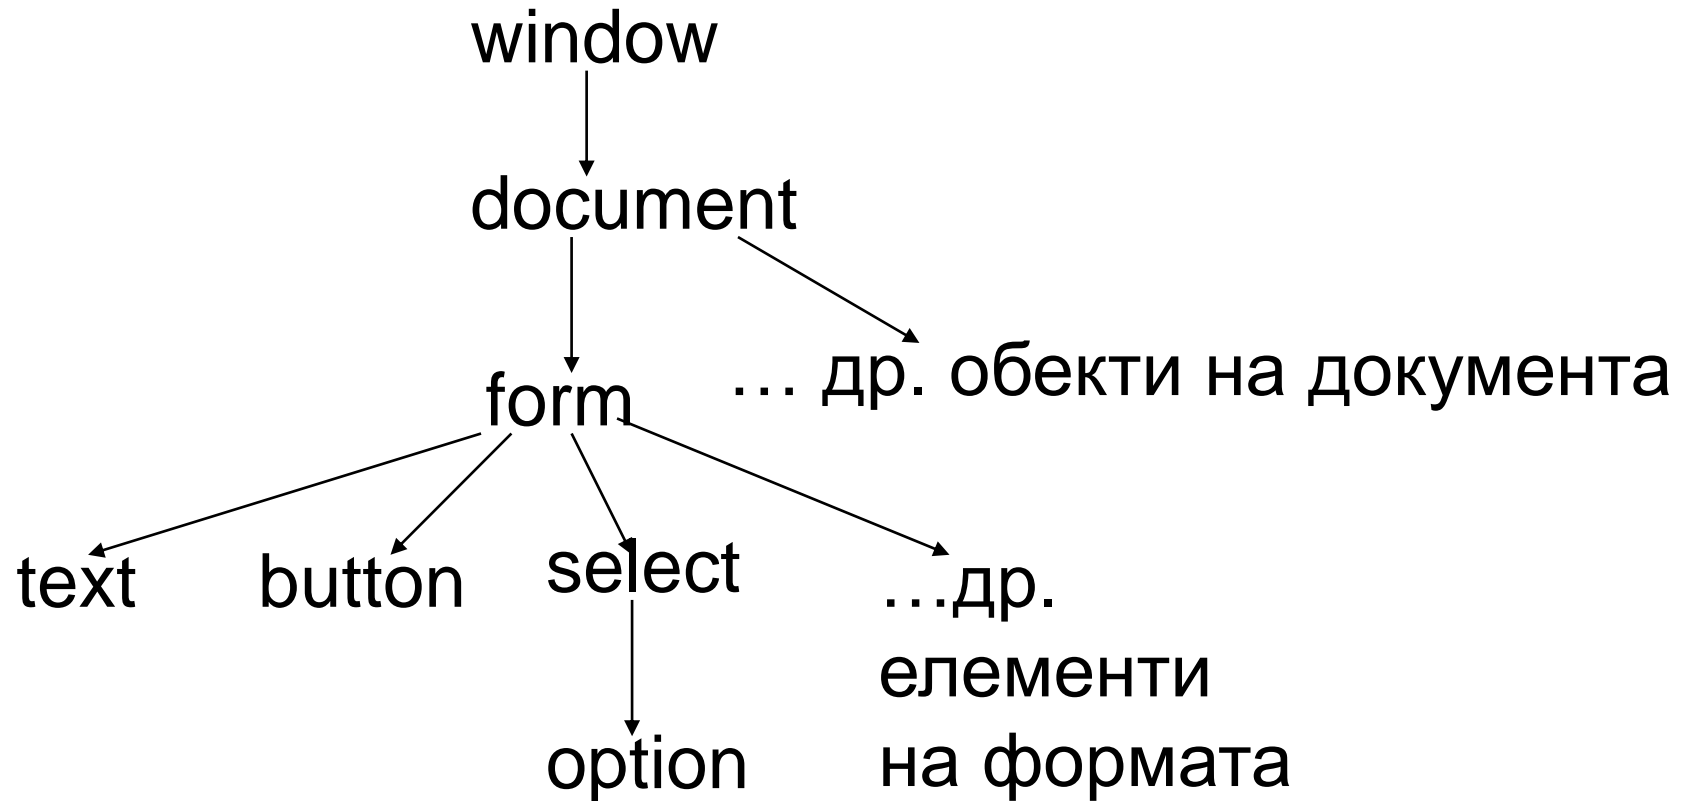 window
document
form
… др. обекти на документа
text
button
select
…др.
елементи
на формата
option